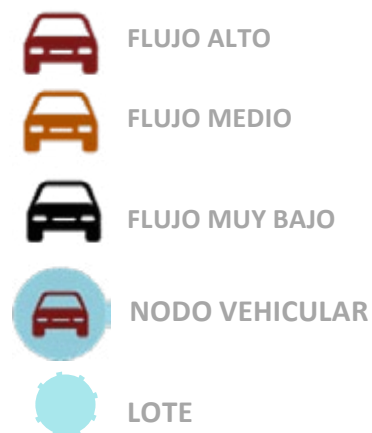 FLUJO ALTO
FLUJO MEDIO
FLUJO MUY BAJO
NODO VEHICULAR
LOTE